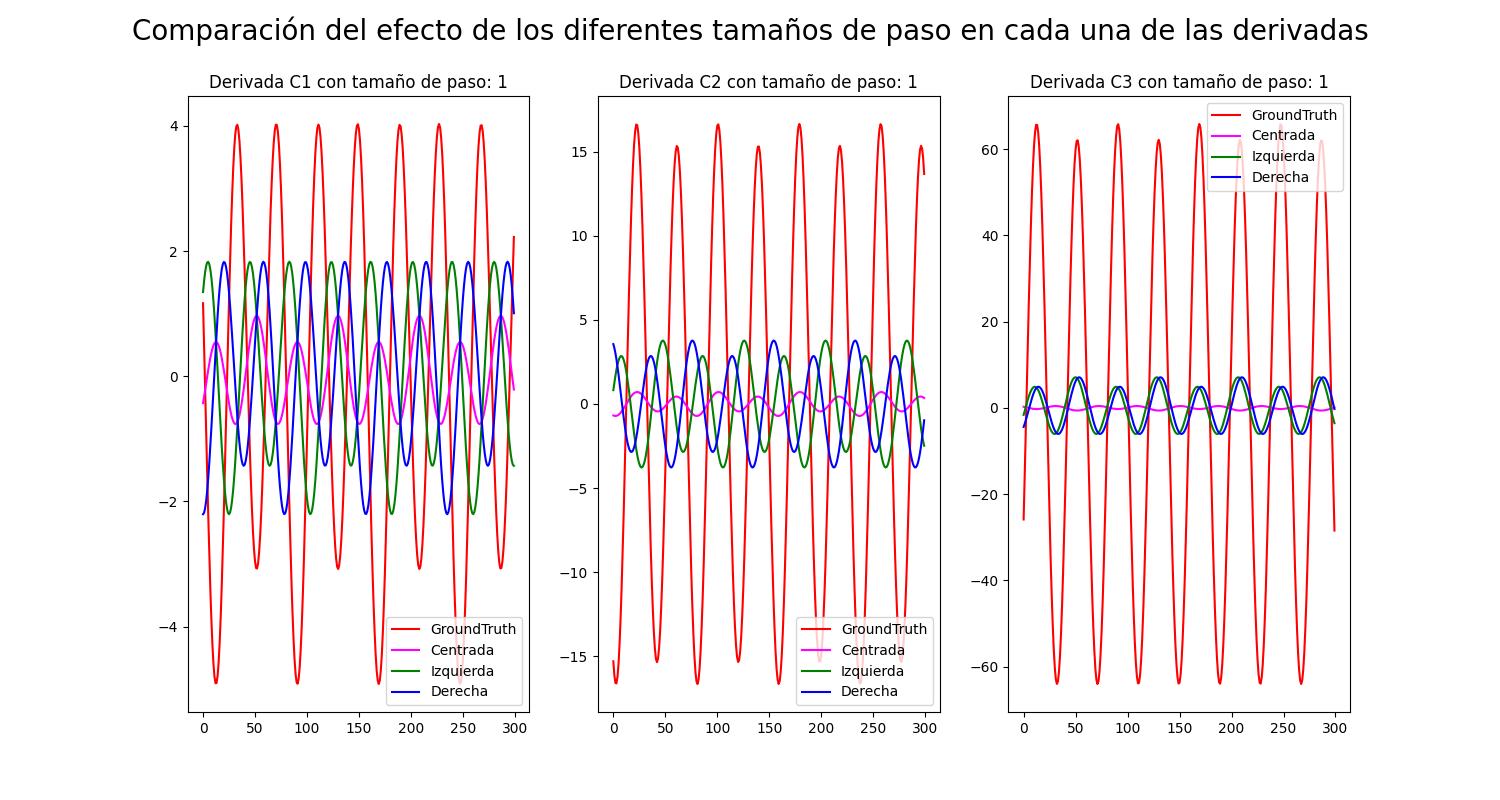 Comparación del efecto de los diferentes tamaños de paso en cada una de las derivadas
Derivada C1 con tamaño de paso: 1
4
2
0
−2
−4
0 50 100 150 200 250 300
GroundTruth
Centrada
Izquierda
Derecha
Derivada C2 con tamaño de paso: 1
15
10
5
0
−5
−10
−15
0 50 100 150 200 250 300
GroundTruth
Centrada
Izquierda
Derecha
Derivada C3 con tamaño de paso: 1
60
40
20
0
−20
−40
−60
0 50 100 150 200 250 300
GroundTruth
Centrada
Izquierda
Derecha